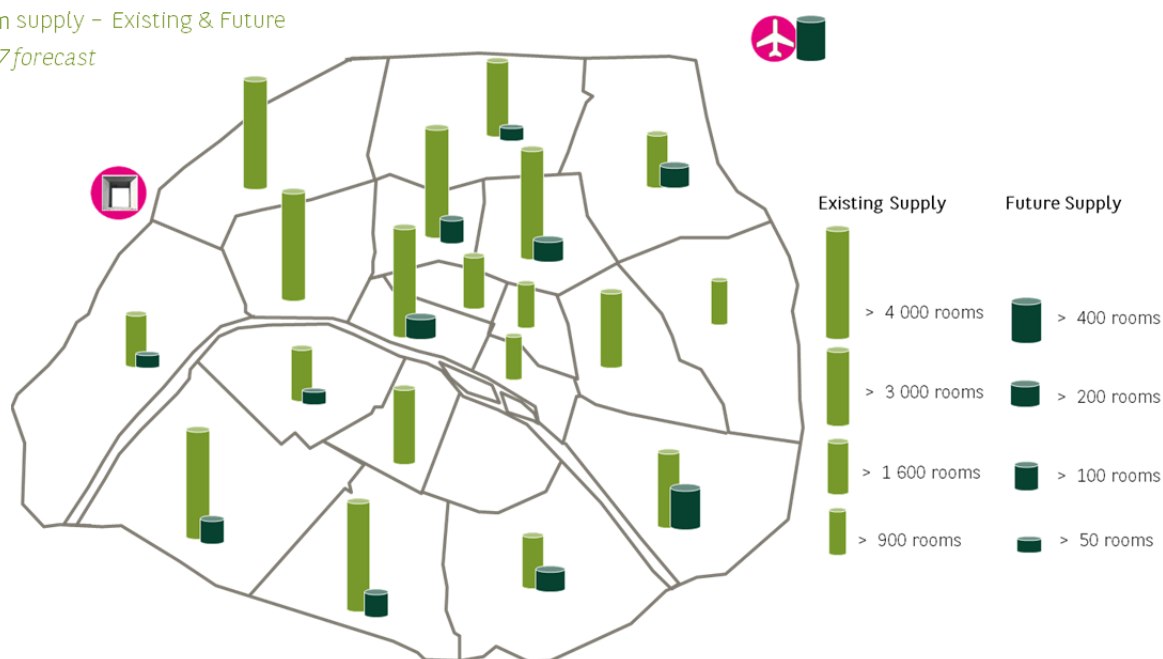 supply – Existing & Future
forecast
Existing Supply
Future Supply
> 4 000 rooms
> 400 rooms
> 3 000 rooms
> 200 rooms
> 1 600 rooms
> 100 rooms
> 900 rooms
> 50 rooms